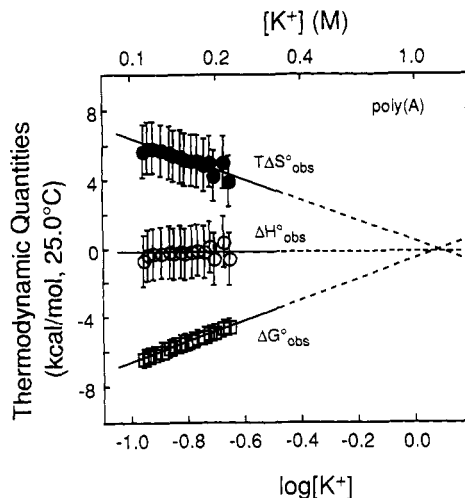 [K⁺] (M)
0.1 0.2 0.4 1.0
poly(A)
Thermodynamic Quantities
(kcal/mol, 25.0°C)
8
4
0
-4
-8
TΔS°obs
ΔH°obs
ΔG°obs
-1.0 -0.8 -0.6 -0.4 -0.2 0.0
log[K⁺]